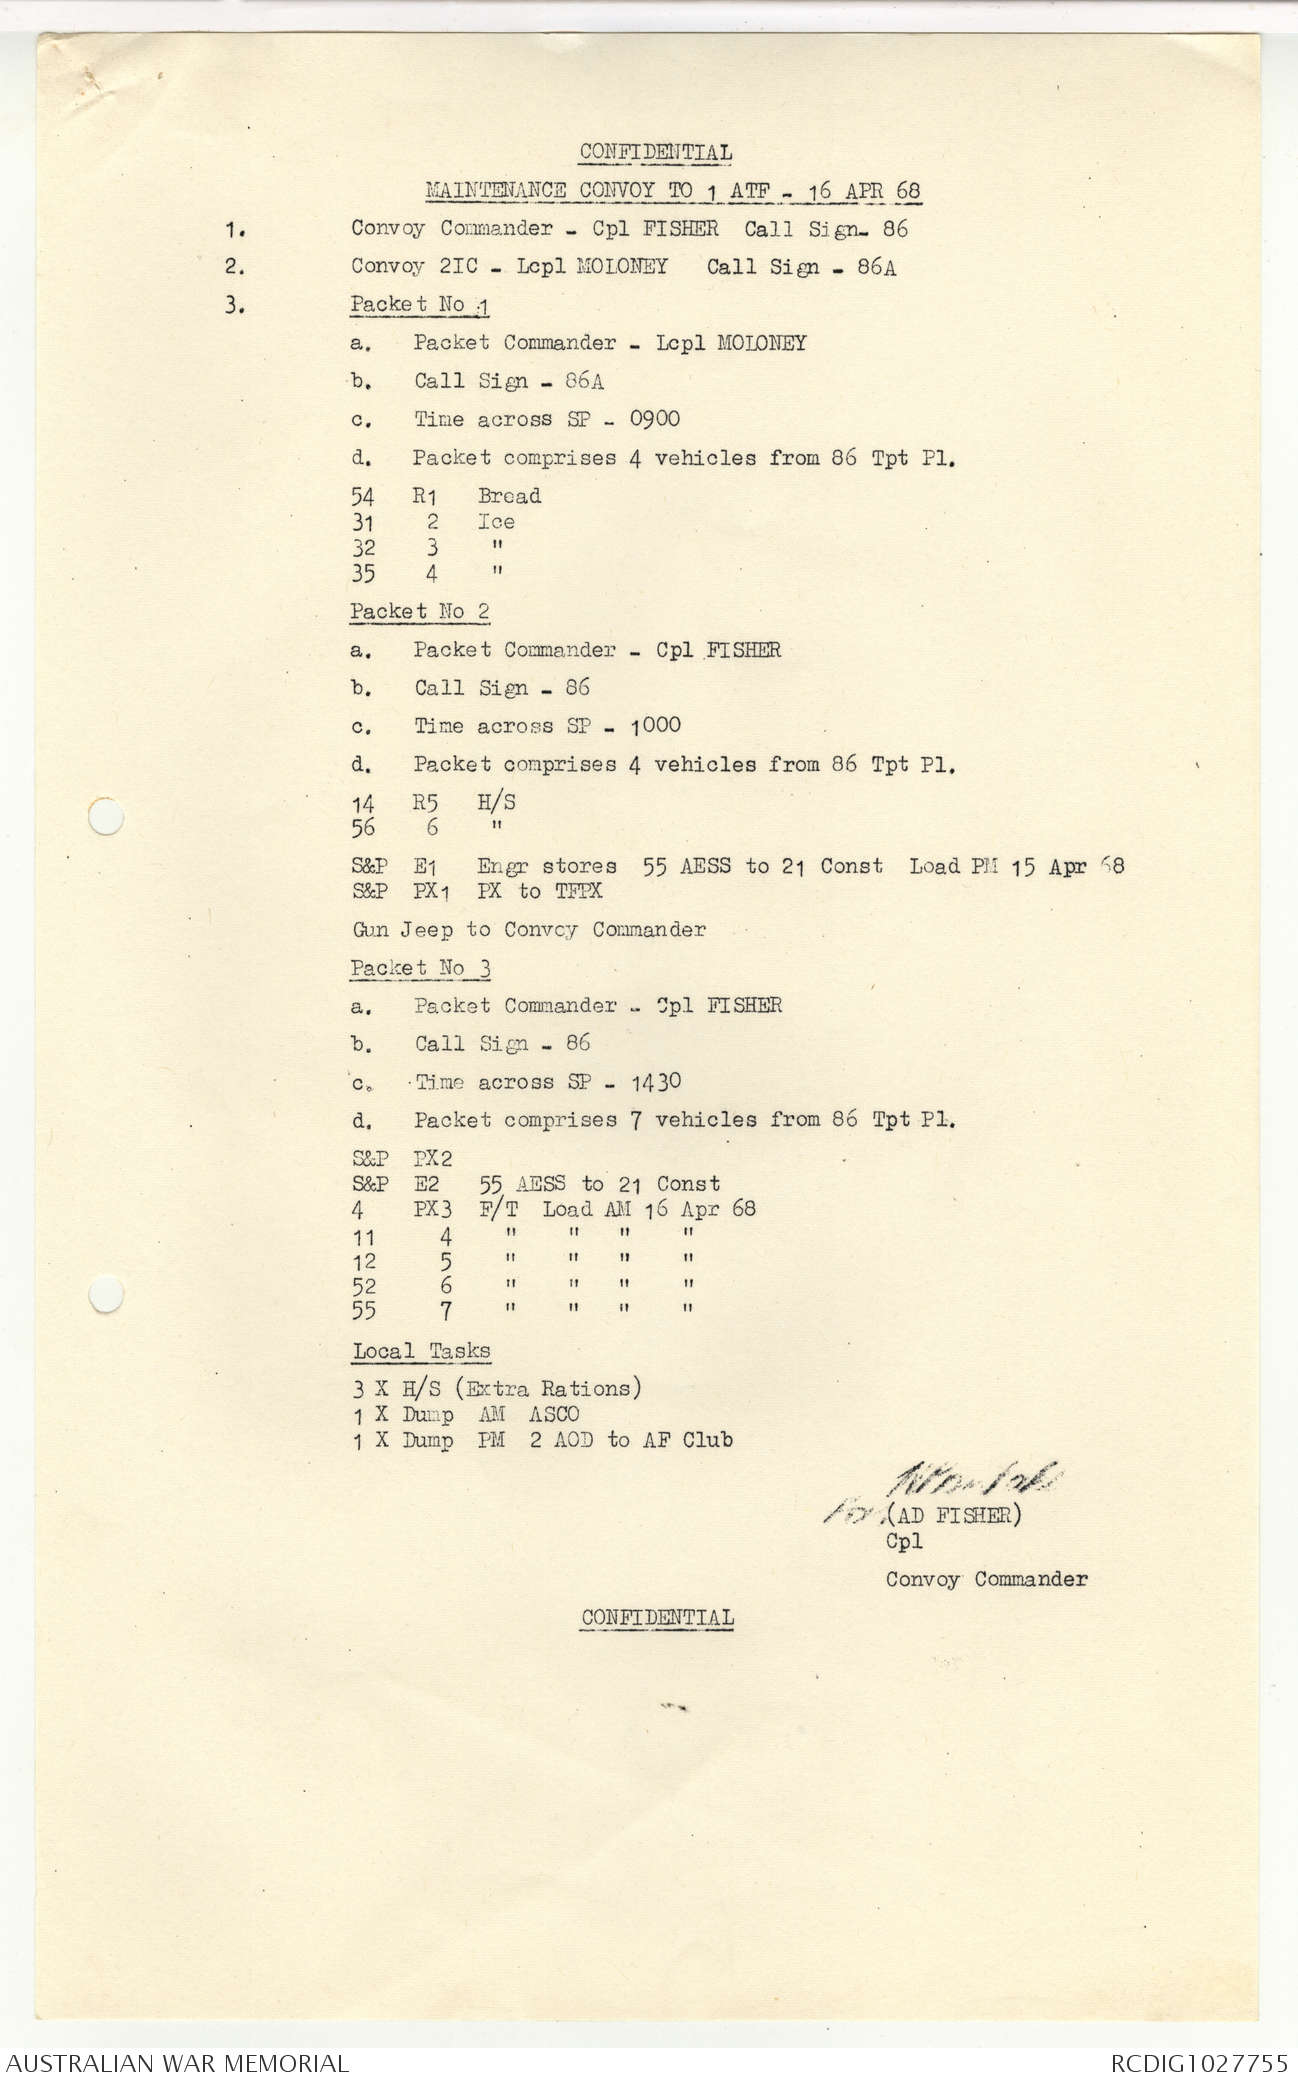 CONFIDENTIAL
MAINTENANCE CONVOY TO 1 ATF - 16 APR 68
1. Convoy Commander - Cpl FISHER Call Sign- 86
2. Convoy 2IC - Lcpl MOLONEY Call Sign - 86A
3. Packet No 1
a. Packet Commander - Lcpl MOLONEY
b. Call Sign - 86A
c. Time across SP - 0900
d. Packet comprises 4 vehicles from 86 Tpt Pl.
54 R1 Bread
31 2 Ice
32 3 "
35 4 "
Packet No 2
a. Packet Commander - Cpl FISHER
b. Call Sign - 86
c. Time across SP - 1000
d. Packet comprises 4 vehicles from 86 Tpt Pl.
14 R5 H/S
56 6 "
S&P E1 Engr stores 55 AESS to 21 Const Load PM 15 Apr 68
S&P PX1 PX to TFPX
Gun Jeep to Convoy Commander
Packet No 3
a. Packet Commander - Cpl FISHER
b. Call Sign - 86
c. Time across SP - 1430
d. Packet comprises 7 vehicles from 86 Tpt Pl.
S&P PX2
S&P E2 55 AESS to 21 Const
4 PX3 F/T Load AM 16 Apr 68
11 4 " " " "
12 5 " " " "
52 6 " " " "
55 7 " " " "
Local Tasks
3 X H/S (Extra Rations)
1 X Dump AM ASCO
1 X Dump PM 2 AOD to AF Club
For (AD FISHER)
Cpl
Convoy Commander
CONFIDENTIAL
AUSTRALIAN WAR MEMORIAL
RCDIG1027755